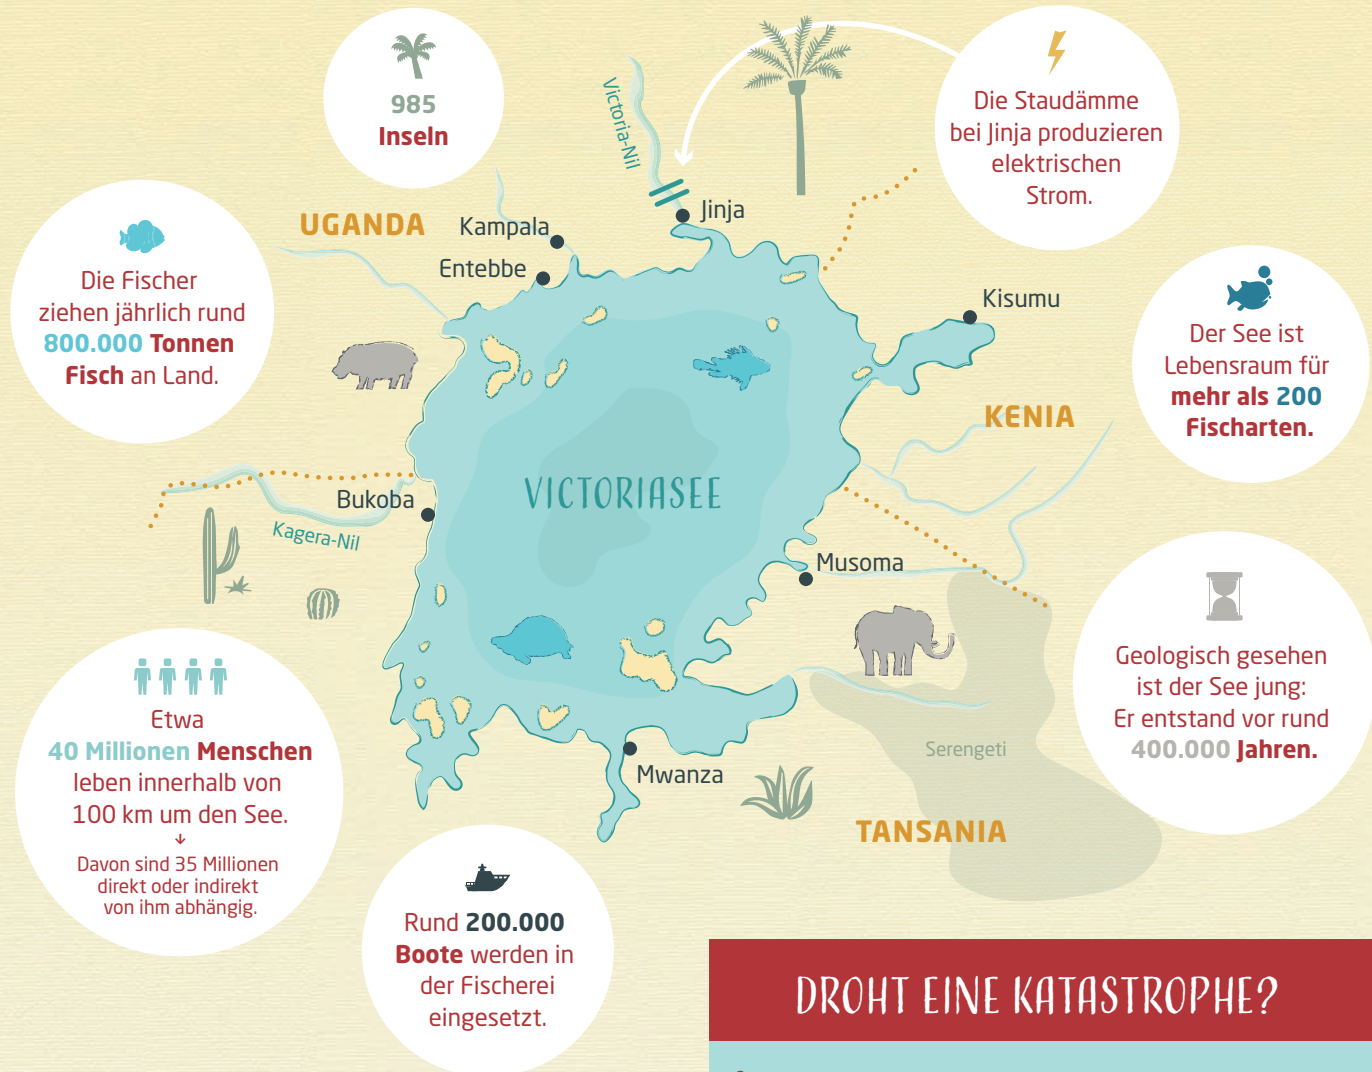 985
Inseln
Die Staudämme
bei Jinja produzieren
elektrischen
Strom.
Victoria-Nil
Jinja
UGANDA
Kampala
Entebbe
Die Fischer
ziehen jährlich rund
800.000 Tonnen
Fisch an Land.
Kisumu
Der See ist
Lebensraum für
mehr als 200
Fischarten.
KENIA
VICTORIASEE
Bukoba
Kagera-Nil
Musoma
Geologisch gesehen
ist der See jung:
Er entstand vor rund
400.000 Jahren.
Etwa
40 Millionen Menschen
leben innerhalb von
100 km um den See.
Davon sind 35 Millionen
direkt oder indirekt
von ihm abhängig.
Serengeti
Mwanza
TANSANIA
Rund 200.000
Boote werden in
der Fischerei
eingesetzt.
DROHT EINE KATASTROPHE?